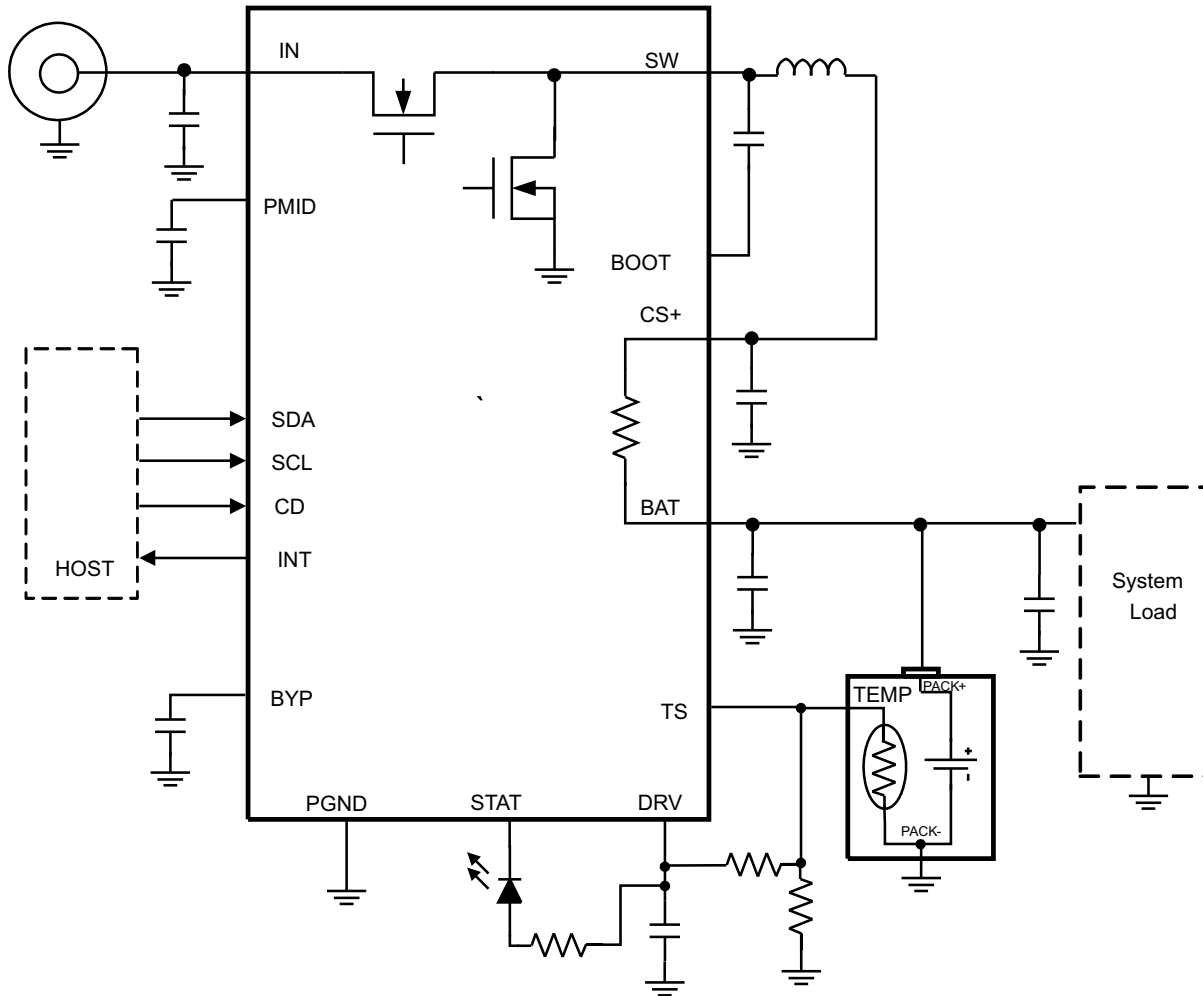 IN
SW
PMID
BOOT
CS+
SDA
SCL
CD
BAT
INT
HOST
System
Load
BYP
TS
TEMP
PACK+
+
-
PACK-
PGND
STAT
DRV
`